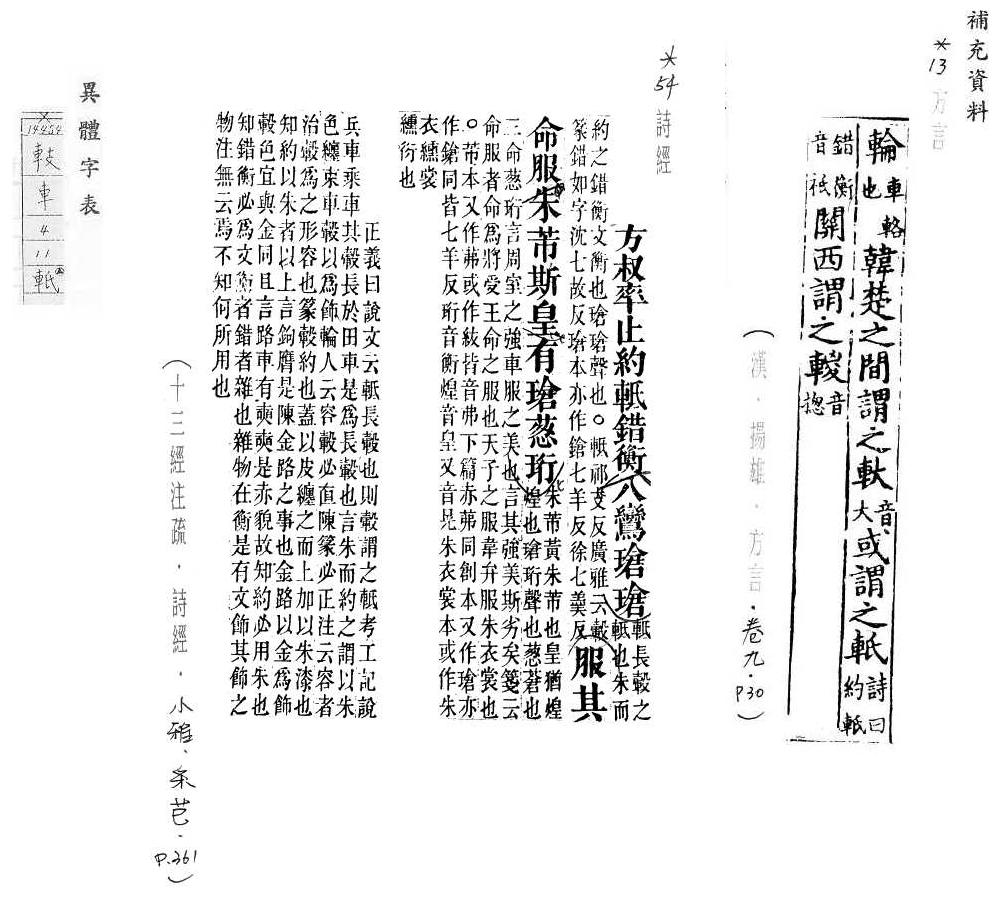 補充資料
*13 方言
輪車輅也韓楚之間謂之軑音大或謂之軝詩曰約軝
錯衡音祇關西謂之𨍋音總
(漢．揚雄．方言．卷九．P30)
*54 詩經
方叔率止約軝錯衡八鸞瑲瑲軝長轂之軝也朱而
約之錯衡文衡也瑲瑲聲也○軝祁支反廣雅云轂
篆錯如字沈七故反瑲本亦作鎗七羊反徐七羹反服其
命服朱芾斯皇有瑲葱珩朱芾黃朱芾也皇猶煌
煌也瑲珩聲也葱蒼也
三命葱珩言周室之強車服之美也言其強美斯劣矣箋云
命服者命爲將受王命之服也天子之服韋弁服朱衣裳也
○芾本又作茀或作紱皆音弗下篇赤茀同創本又作瑲亦
作鎗同皆七羊反珩音衡煌音皇又音晃朱衣裳本或作朱
衣纁裳
纁衍也
正義曰說文云軝長轂也則轂謂之軝考工記說
兵車乘車其轂長於田車是爲長轂也言朱而約之謂以朱
色纏束車轂以爲飾輪人云容轂必直陳篆必正注云容者
治轂爲之形容也篆轂約也蓋以皮纏之而上加以朱漆也
知約以朱者以上言鉤膺是陳金路之事也金路以金爲飾
轂色宜與金同且言路車有奭奭是赤貌故知約必用朱也
知錯衡必爲文衡者錯者雜也雜物在衡是有文飾其飾之
物注無云焉不知何所用也
(十三經注疏．詩經．小雅．采芑．P.361)
異體字表
×
14454
䡋
車
4
11
軝